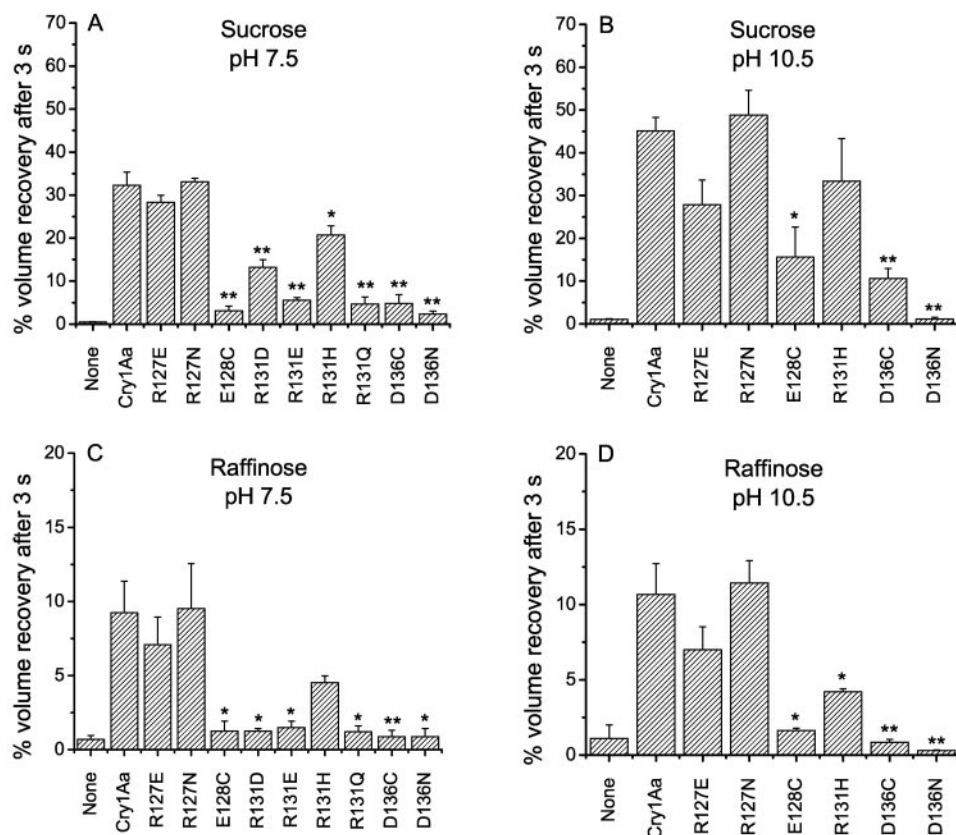 A
Sucrose
pH 7.5
% volume recovery after 3 s
70
60
50
40
30
20
10
0
** ** ** * ** ** **
None Cry1Aa R127E R127N E128C R131D R131E R131H R131Q D136C D136N
B
Sucrose
pH 10.5
% volume recovery after 3 s
70
60
50
40
30
20
10
0
* ** **
None Cry1Aa R127E R127N E128C R131H D136C D136N
C
Raffinose
pH 7.5
% volume recovery after 3 s
20
15
10
5
0
* * * * ** *
None Cry1Aa R127E R127N E128C R131D R131E R131H R131Q D136C D136N
D
Raffinose
pH 10.5
% volume recovery after 3 s
20
15
10
5
0
* * ** **
None Cry1Aa R127E R127N E128C R131H D136C D136N